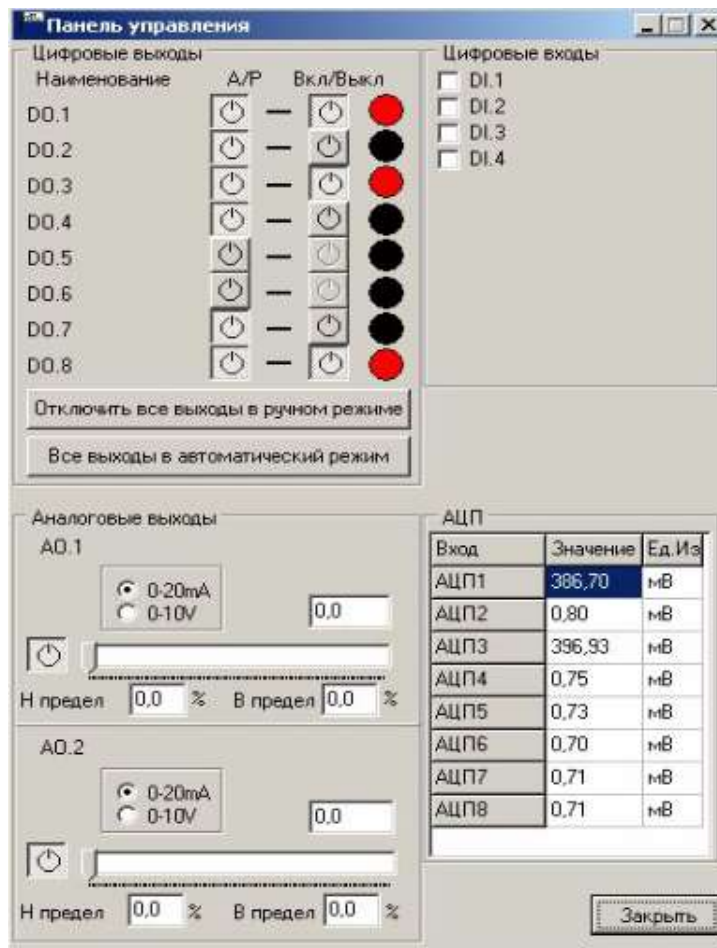 Панель управления
Цифровые выходы
Наименование А/Р Вкл/Выкл
DO.1
DO.2
DO.3
DO.4
DO.5
DO.6
DO.7
DO.8
Отключить все выходы в ручном режиме
Все выходы в автоматический режим
Цифровые входы
DI.1
DI.2
DI.3
DI.4
Аналоговые выходы
АО.1
0-20mA
0-10V
0,0
Н предел 0,0 % В предел 0,0 %
АО.2
0-20mA
0-10V
0,0
Н предел 0,0 % В предел 0,0 %
АЦП
Вход Значение Ед.Из
АЦП1 386,70 мВ
АЦП2 0,80 мВ
АЦП3 396,93 мВ
АЦП4 0,75 мВ
АЦП5 0,73 мВ
АЦП6 0,70 мВ
АЦП7 0,71 мВ
АЦП8 0,71 мВ
Закрыть